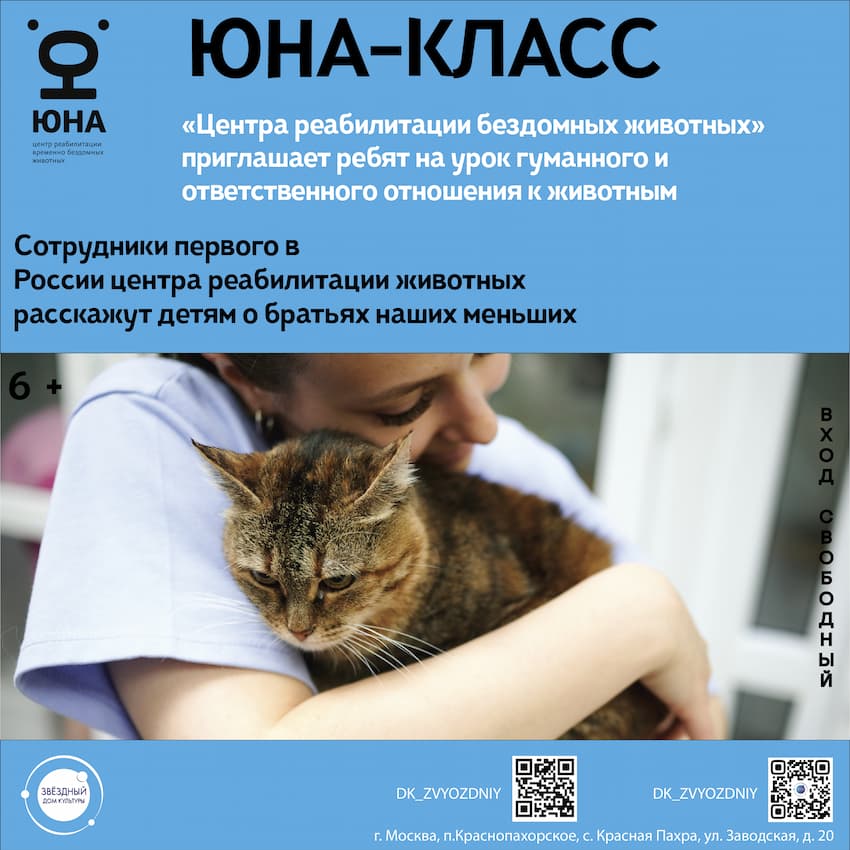 ЮНА
центр реабилитации
временно бездомных
животных
ЮНА-КЛАСС
«Центра реабилитации бездомных животных»
приглашает ребят на урок гуманного и
ответственного отношения к животным
Сотрудники первого в
России центра реабилитации животных
расскажут детям о братьях наших меньших
6 +
ВХОД СВОБОДНЫЙ
ЗВЁЗДНЫЙ
ДОМ КУЛЬТУРЫ
DK_ZVYOZDNIY
DK_ZVYOZDNIY
г. Москва, п.Краснопахорское, с. Красная Пахра, ул. Заводская, д. 20